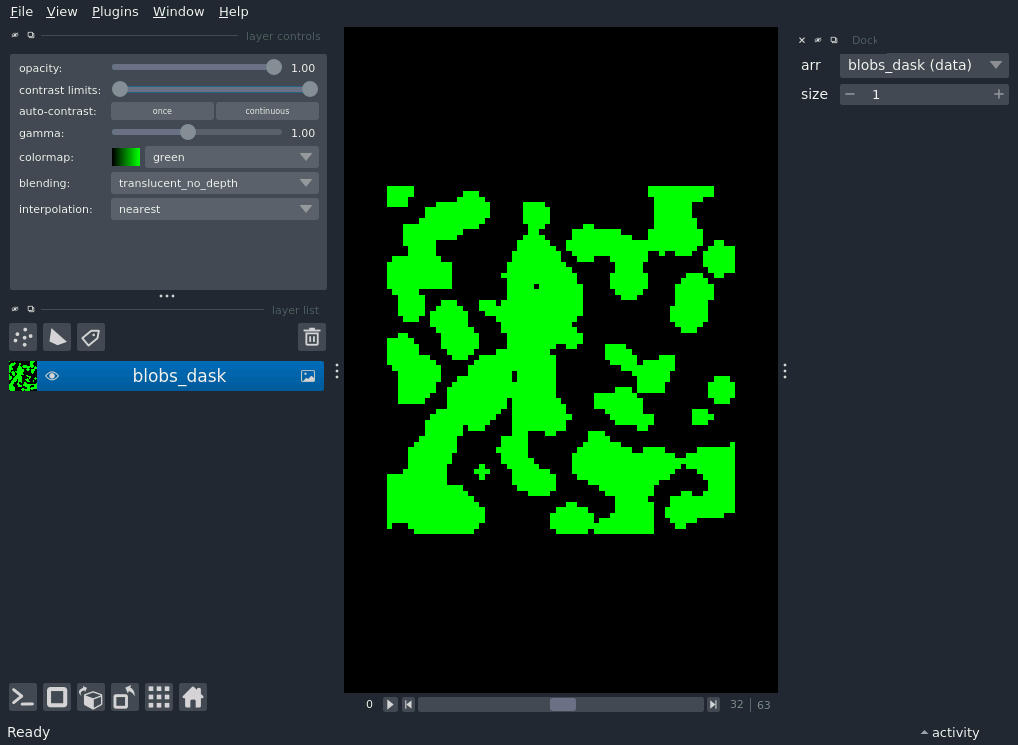 File View Plugins Window Help
layer controls
opacity: 1.00
contrast limits:
auto-contrast: once continuous
gamma: 1.00
colormap: green
blending: translucent_no_depth
interpolation: nearest
layer list
blobs_dask
Dock
arr blobs_dask (data)
size 1
0 32 63
Ready
activity